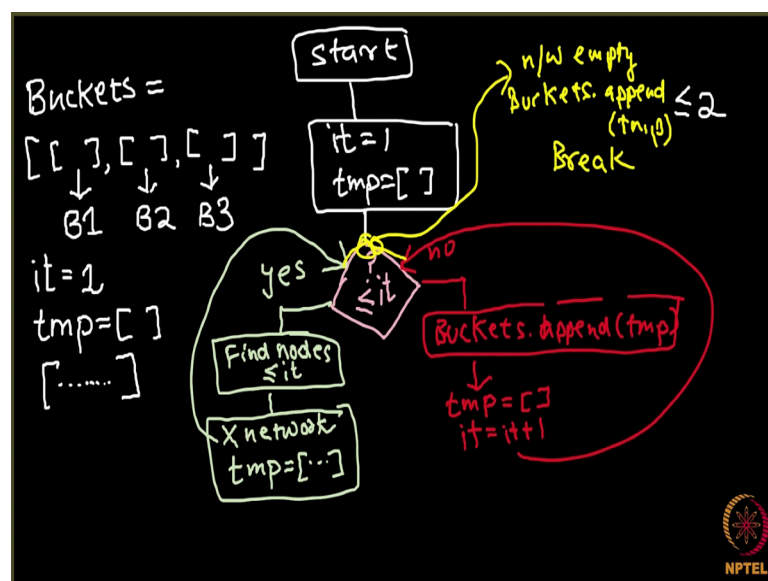 start
n/w empty
Buckets.append
(tmp)
≤2
Break
Buckets =
[[ ],[ ],[ ]]
B1 B2 B3
it=1
tmp=[ ]
[.......]
it=1
tmp=[ ]
yes
no
?
≤it
Find nodes
≤it
X network
tmp=[...]
Buckets.append(tmp)
tmp=[]
it=it+1
NPTEL